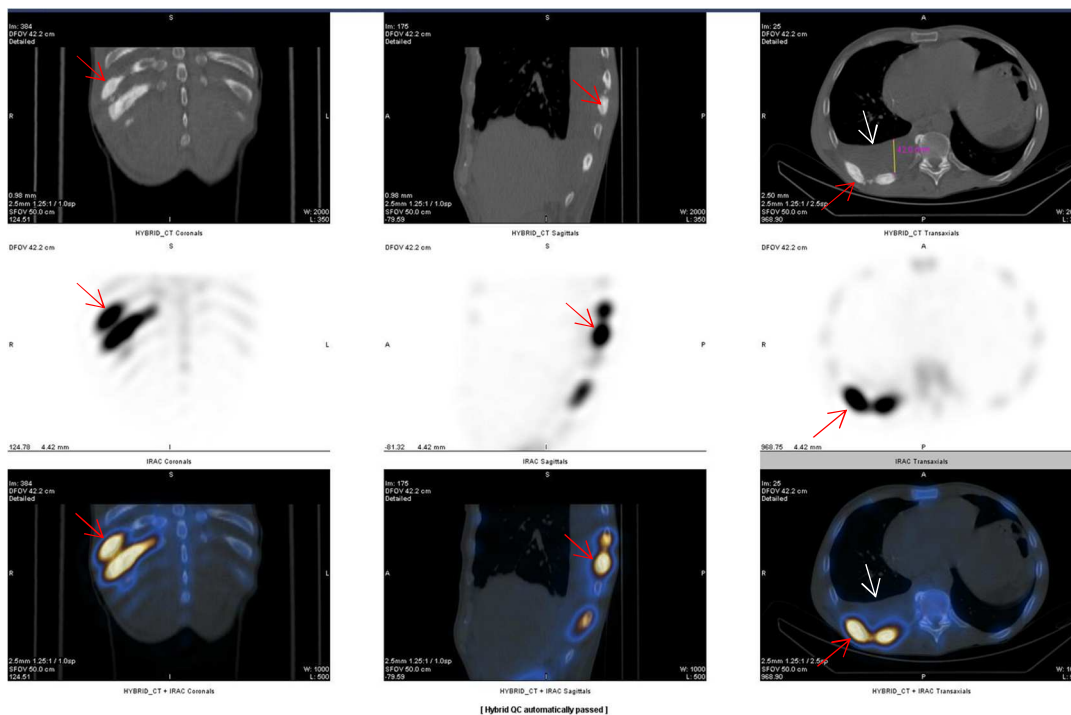 S
Im: 384
DFOV 42.2 cm
Detailed
R
L
0.98 mm
2.5mm 1.25:1 / 1.0sp
SFOV 50.0 cm
124.51
I
W: 2000
L: 350
HYBRID_CT Coronals
S
Im: 175
DFOV 42.2 cm
Detailed
A
P
0.98 mm
2.5mm 1.25:1 / 1.0sp
SFOV 50.0 cm
-79.59
I
W: 2000
L: 350
HYBRID_CT Sagittals
A
Im: 25
DFOV 42.2 cm
Detailed
R
2.50 mm
2.5mm 1.25:1 / 2.5sp
SFOV 50.0 cm
968.90
P
HYBRID_CT Transaxials
DFOV 42.2 cm
S
R
L
124.78 4.42 mm
I
IRAC Coronals
DFOV 42.2 cm
S
A
P
-81.32 4.42 mm
I
IRAC Sagittals
DFOV 42.2 cm
A
R
968.75 4.42 mm
P
IRAC Transaxials
S
Im: 384
DFOV 42.2 cm
Detailed
R
L
2.5mm 1.25:1 / 1.0sp
SFOV 50.0 cm
124.51
I
W: 1000
L: 500
HYBRID_CT + IRAC Coronals
S
Im: 175
DFOV 42.2 cm
Detailed
A
P
2.5mm 1.25:1 / 1.0sp
SFOV 50.0 cm
-79.59
I
W: 1000
L: 500
HYBRID_CT + IRAC Sagittals
A
Im: 25
DFOV 42.2 cm
Detailed
R
2.5mm 1.25:1 / 2.5sp
SFOV 50.0 cm
968.90
P
HYBRID_CT + IRAC Transaxials
[ Hybrid QC automatically passed ]